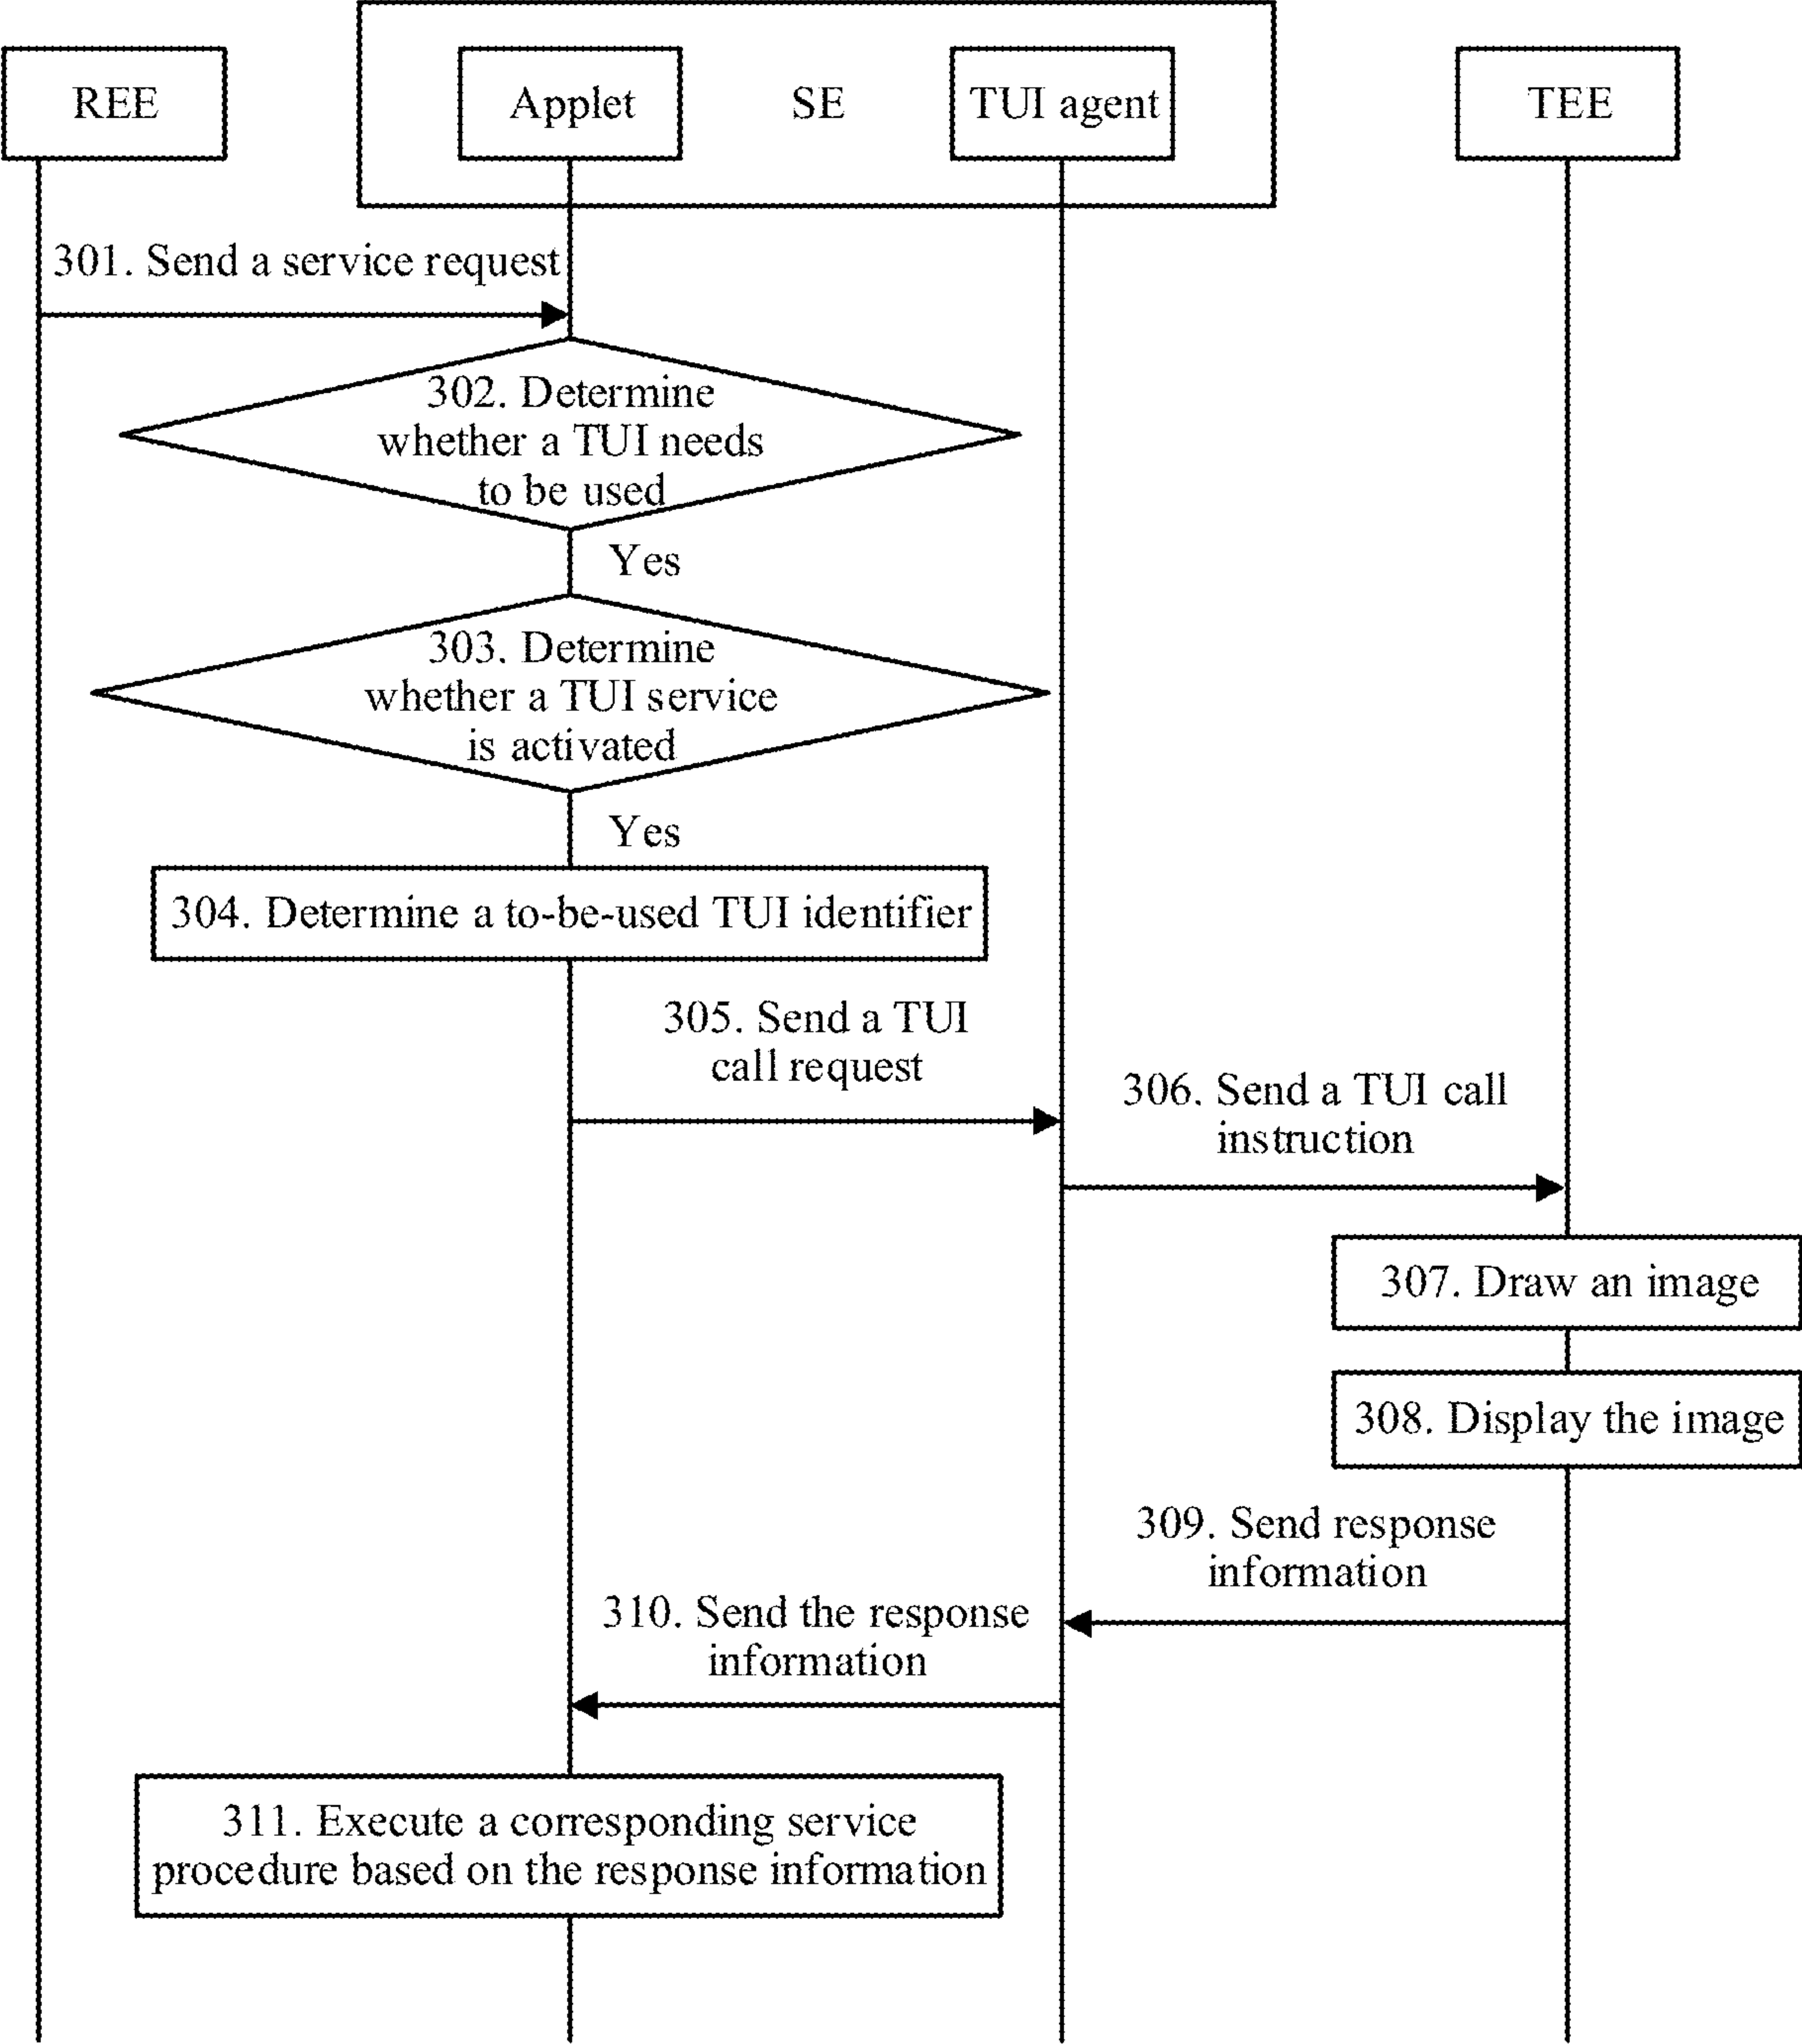 REE
Applet
SE
TUI agent
TEE
301. Send a service request
302. Determine
whether a TUI needs
to be used
Yes
303. Determine
whether a TUI service
is activated
Yes
304. Determine a to-be-used TUI identifier
305. Send a TUI
call request
306. Send a TUI call
instruction
307. Draw an image
308. Display the image
309. Send response
information
310. Send the response
information
311. Execute a corresponding service
procedure based on the response information